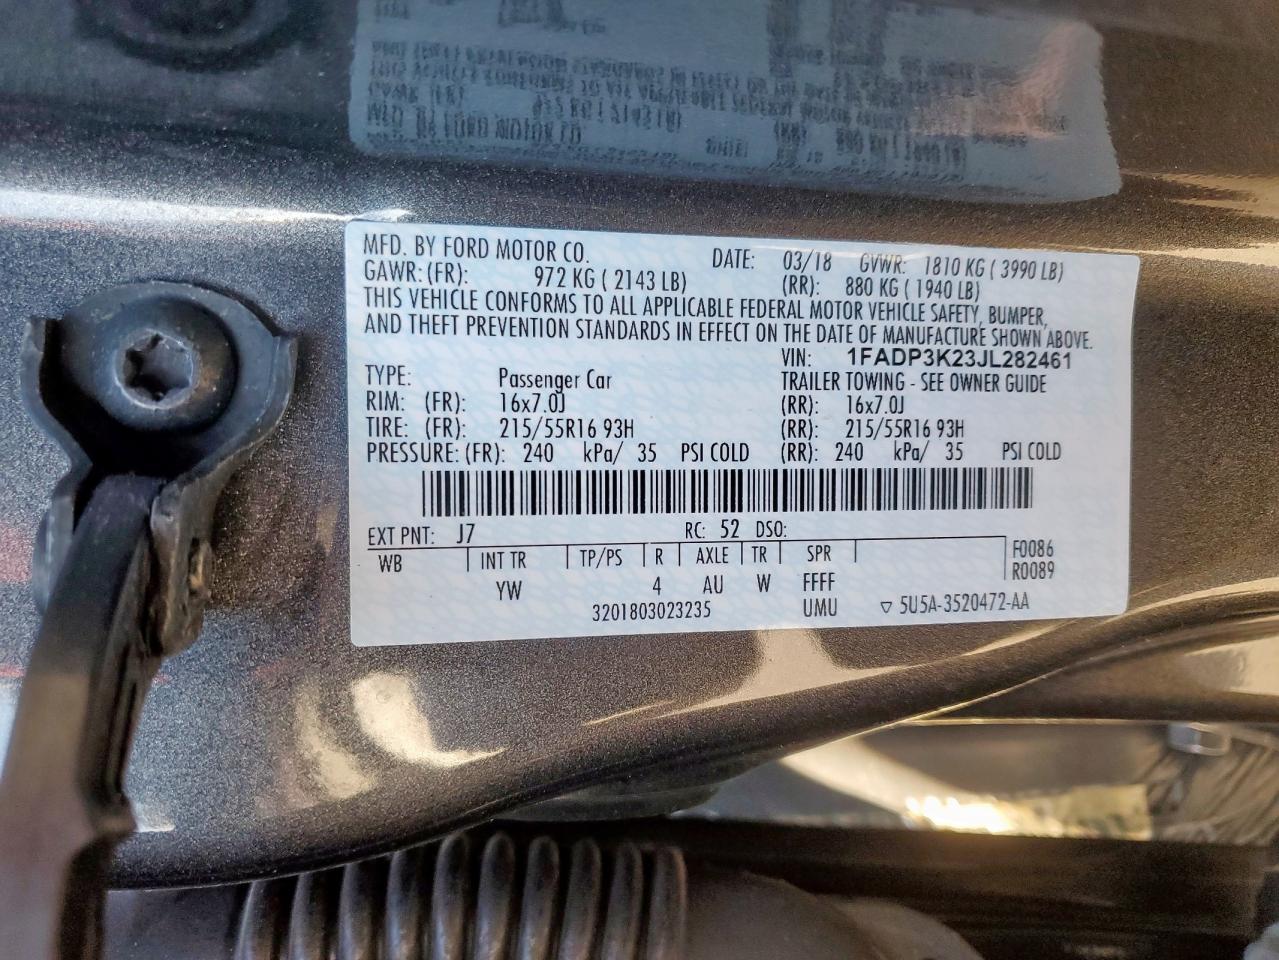 MFD. BY FORD MOTOR CO. DATE: 03/18 GVWR: 1810 KG ( 3990 LB)
GAWR: (FR): 972 KG ( 2143 LB) (RR): 880 KG ( 1940 LB)
THIS VEHICLE CONFORMS TO ALL APPLICABLE FEDERAL MOTOR VEHICLE SAFETY, BUMPER,
AND THEFT PREVENTION STANDARDS IN EFFECT ON THE DATE OF MANUFACTURE SHOWN ABOVE.
VIN: 1FADP3K23JL282461
TYPE: Passenger Car TRAILER TOWING - SEE OWNER GUIDE
RIM: (FR): 16x7.0J (RR): 16x7.0J
TIRE: (FR): 215/55R16 93H (RR): 215/55R16 93H
PRESSURE: (FR): 240 kPa/ 35 PSI COLD (RR): 240 kPa/ 35 PSI COLD
EXT PNT: J7 RC: 52 DSO:
WB INT TR TP/PS R AXLE TR SPR F0086
R0089
YW 4 AU W FFFF
3201803023235 UMU ▽ 5U5A-3520472-AA